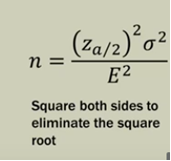 n = (z_{a/2})^2 σ^2 / E^2
Square both sides to
eliminate the square
root